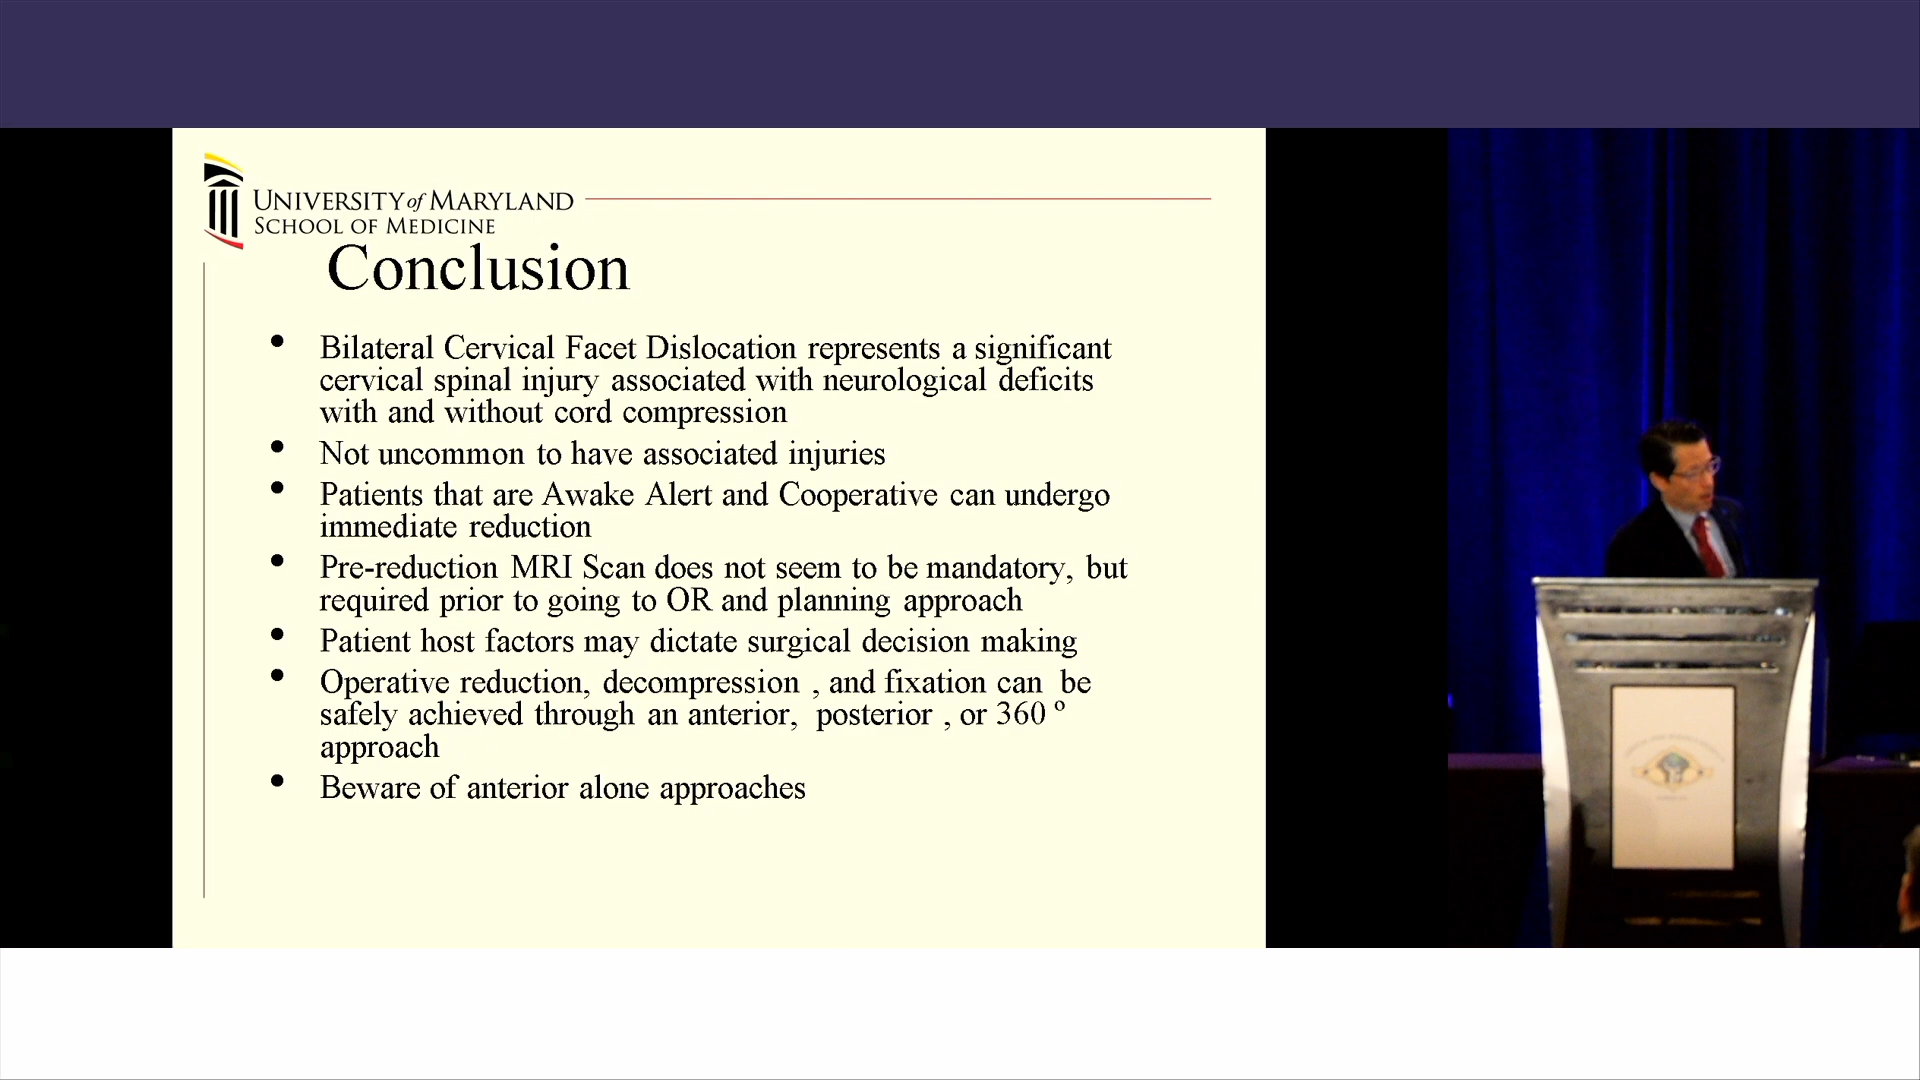 UNIVERSITY of MARYLAND
SCHOOL OF MEDICINE
Conclusion
• Bilateral Cervical Facet Dislocation represents a significant
cervical spinal injury associated with neurological deficits
with and without cord compression
• Not uncommon to have associated injuries
• Patients that are Awake Alert and Cooperative can undergo
immediate reduction
• Pre-reduction MRI Scan does not seem to be mandatory, but
required prior to going to OR and planning approach
• Patient host factors may dictate surgical decision making
• Operative reduction, decompression , and fixation can  be
safely achieved through an anterior,  posterior , or 360 º
approach
• Beware of anterior alone approaches